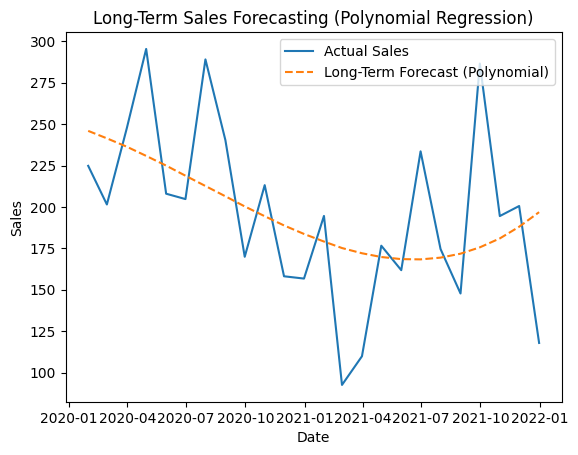 Long-Term Sales Forecasting (Polynomial Regression)
Actual Sales
Long-Term Forecast (Polynomial)
Sales
300
275
250
225
200
175
150
125
100
2020-01 2020-04 2020-07 2020-10 2021-01 2021-04 2021-07 2021-10 2022-01
Date